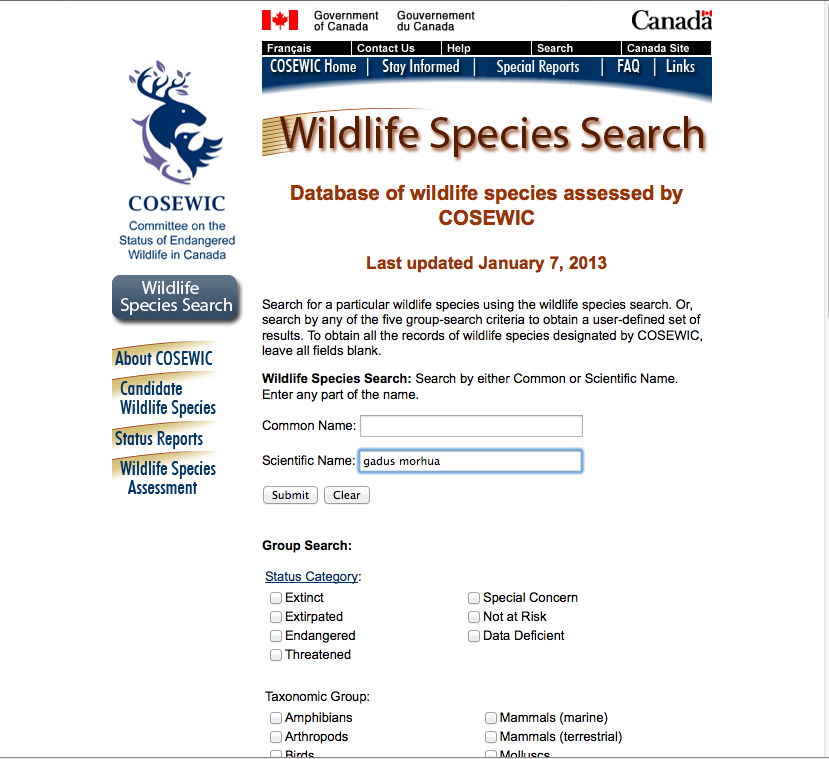 Government
of Canada
Gouvernement
du Canada
Canada
Français
Contact Us
Help
Search
Canada Site
COSEWIC Home
Stay Informed
Special Reports
FAQ
Links
COSEWIC
Committee on the
Status of Endangered
Wildlife in Canada
Wildlife
Species Search
About COSEWIC
Candidate
Wildlife Species
Status Reports
Wildlife Species
Assessment
Wildlife Species Search
Database of wildlife species assessed by
COSEWIC
Last updated January 7, 2013
Search for a particular wildlife species using the wildlife species search. Or,
search by any of the five group-search criteria to obtain a user-defined set of
results. To obtain all the records of wildlife species designated by COSEWIC,
leave all fields blank.
Wildlife Species Search: Search by either Common or Scientific Name.
Enter any part of the name.
Common Name:
Scientific Name: gadus morhua
Submit Clear
Group Search:
Status Category:
Extinct
Extirpated
Endangered
Threatened
Special Concern
Not at Risk
Data Deficient
Taxonomic Group:
Amphibians
Arthropods
Birds
Mammals (marine)
Mammals (terrestrial)
Molluscs